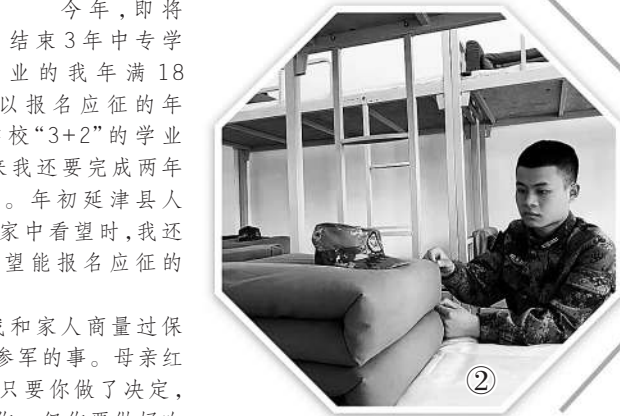 今年,即将
结束3年中专学
业的我年满18
以报名应征的年
校“3+2”的学业
来我还要完成两年
。年初延津县人
家中看望时,我还
望能报名应征的
我和家人商量过保
参军的事。母亲红
只要你做了决定,
②